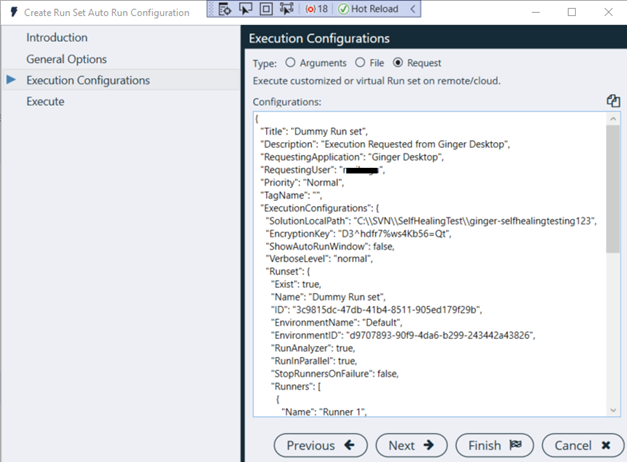 Create Run Set Auto Run Configuration
18
Hot Reload
Introduction
General Options
Execution Configurations
Execute
Execution Configurations
Type: Arguments File Request
Execute customized or virtual Run set on remote/cloud.
Configurations:
{
"Title": "Dummy Run set",
"Description": "Execution Requested from Ginger Desktop",
"RequestingApplication": "Ginger Desktop",
"RequestingUser": "
"Priority": "Normal",
"TagName": "",
"ExecutionConfigurations": {
"SolutionLocalPath": "C:\\SVN\\SelfHealingTest\\ginger-selfhealingtesting123",
"EncryptionKey": "D3^hdfr7%ws4Kb56=Qt",
"ShowAutoRunWindow": false,
"VerboseLevel": "normal",
"Runset": {
"Exist": true,
"Name": "Dummy Run set",
"ID": "3c9815dc-47db-41b4-8511-905ed179f29b",
"EnvironmentName": "Default",
"EnvironmentID": "d9707893-90f9-4da6-b299-243442a43826",
"RunAnalyzer": true,
"RunInParallel": true,
"StopRunnersOnFailure": false,
"Runners": [
{
"Name": "Runner 1",
Previous Next Finish Cancel